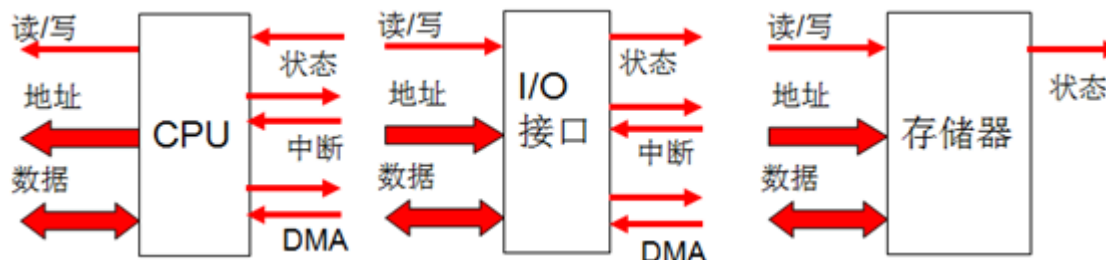 读/写
地址
数据
CPU
状态
中断
DMA
读/写
地址
数据
I/O
接口
状态
中断
DMA
读/写
地址
数据
存储器
状态